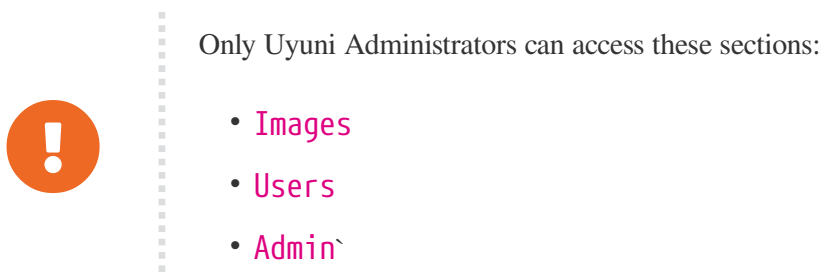 Only Uyuni Administrators can access these sections:
• Images
• Users
• Admin`